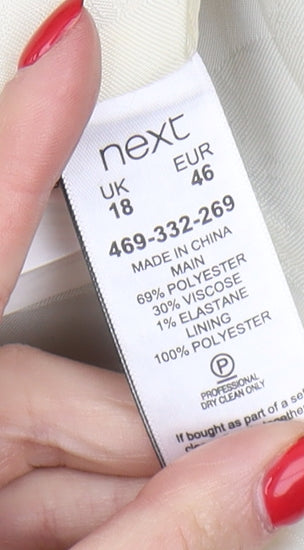 next
UK EUR
18 46
469-332-269
MADE IN CHINA
MAIN
69% POLYESTER
30% VISCOSE
1% ELASTANE
LINING
100% POLYESTER
P
PROFESSIONAL
DRY CLEAN ONLY
If bought as part of a